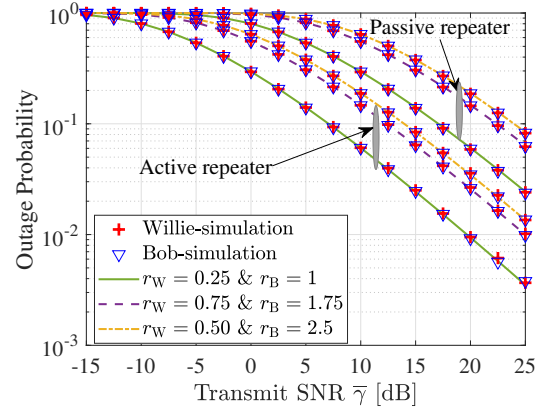 10^0
Passive repeater
10^{-1}
Outage Probability
Active repeater
Willie-simulation
Bob-simulation
10^{-2}
r_W = 0.25 & r_B = 1
r_W = 0.75 & r_B = 1.75
r_W = 0.50 & r_B = 2.5
10^{-3}
-15 -10 -5 0 5 10 15 20 25
Transmit SNR γ̅ [dB]